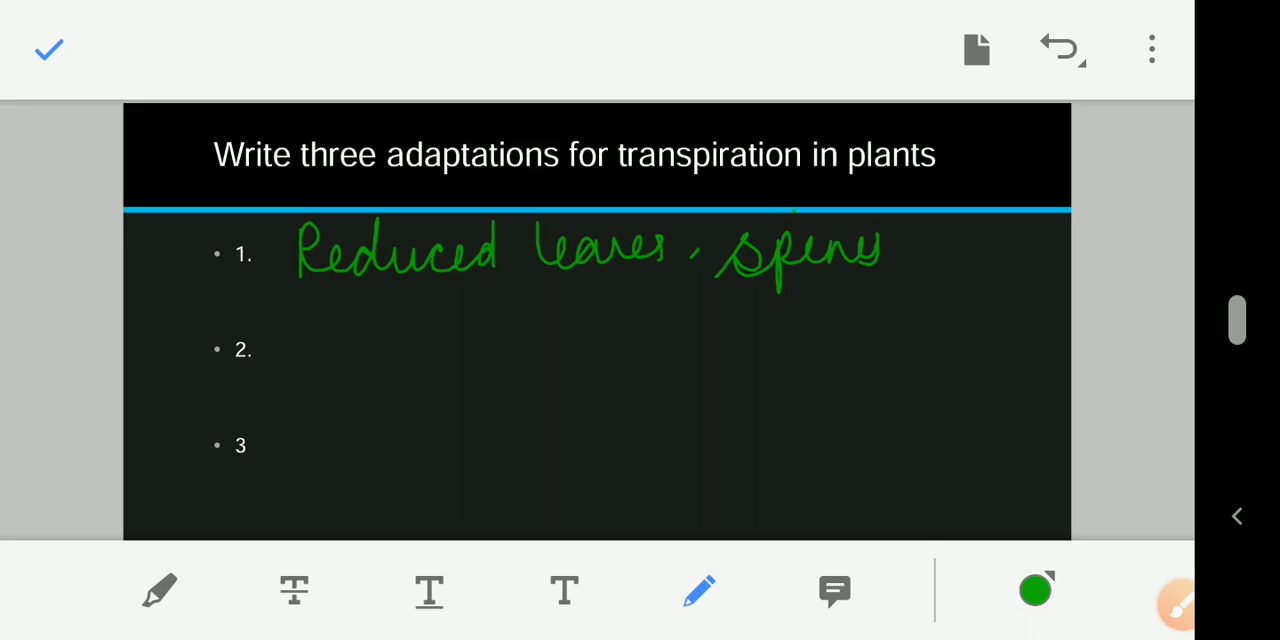 Write three adaptations for transpiration in plants
• 1. Reduced leaves, spiny
• 2.
• 3